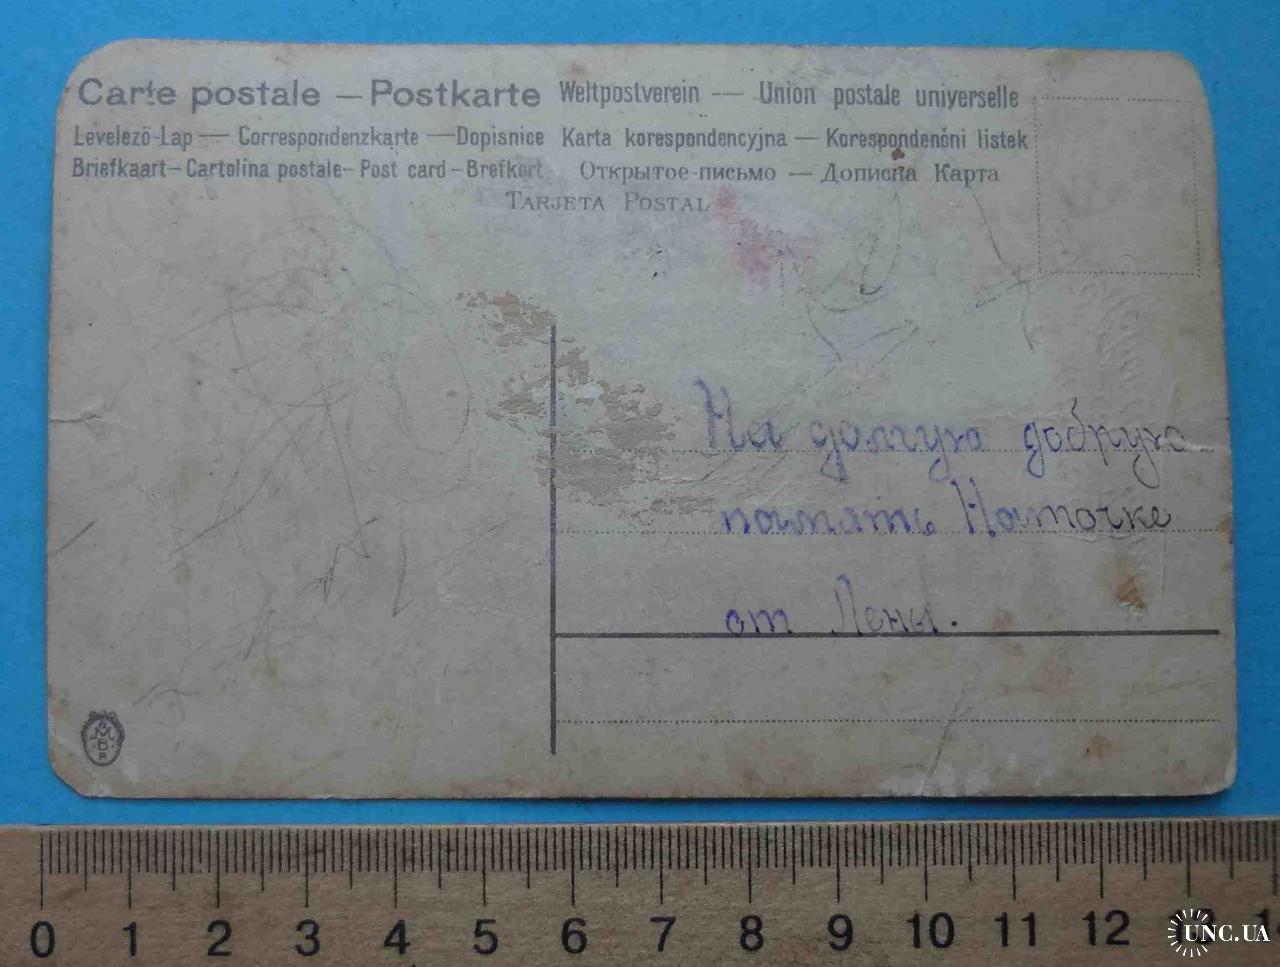 Carte postale — Postkarte Weltpostverein — Union postale universelle
Levelező-Lap — Correspondenzkarte — Dopisnice Karta korespondencyjna — Korespondenční listek
Briefkaart – Cartolina postale – Post card – Brefkort Открытое-письмо — Дописна Карта
TARJETA POSTAL
На долгую добрую
память Наточке
от Лены.
M
B
R
0 1 2 3 4 5 6 7 8 9 10 11 12 13
UNC.UA